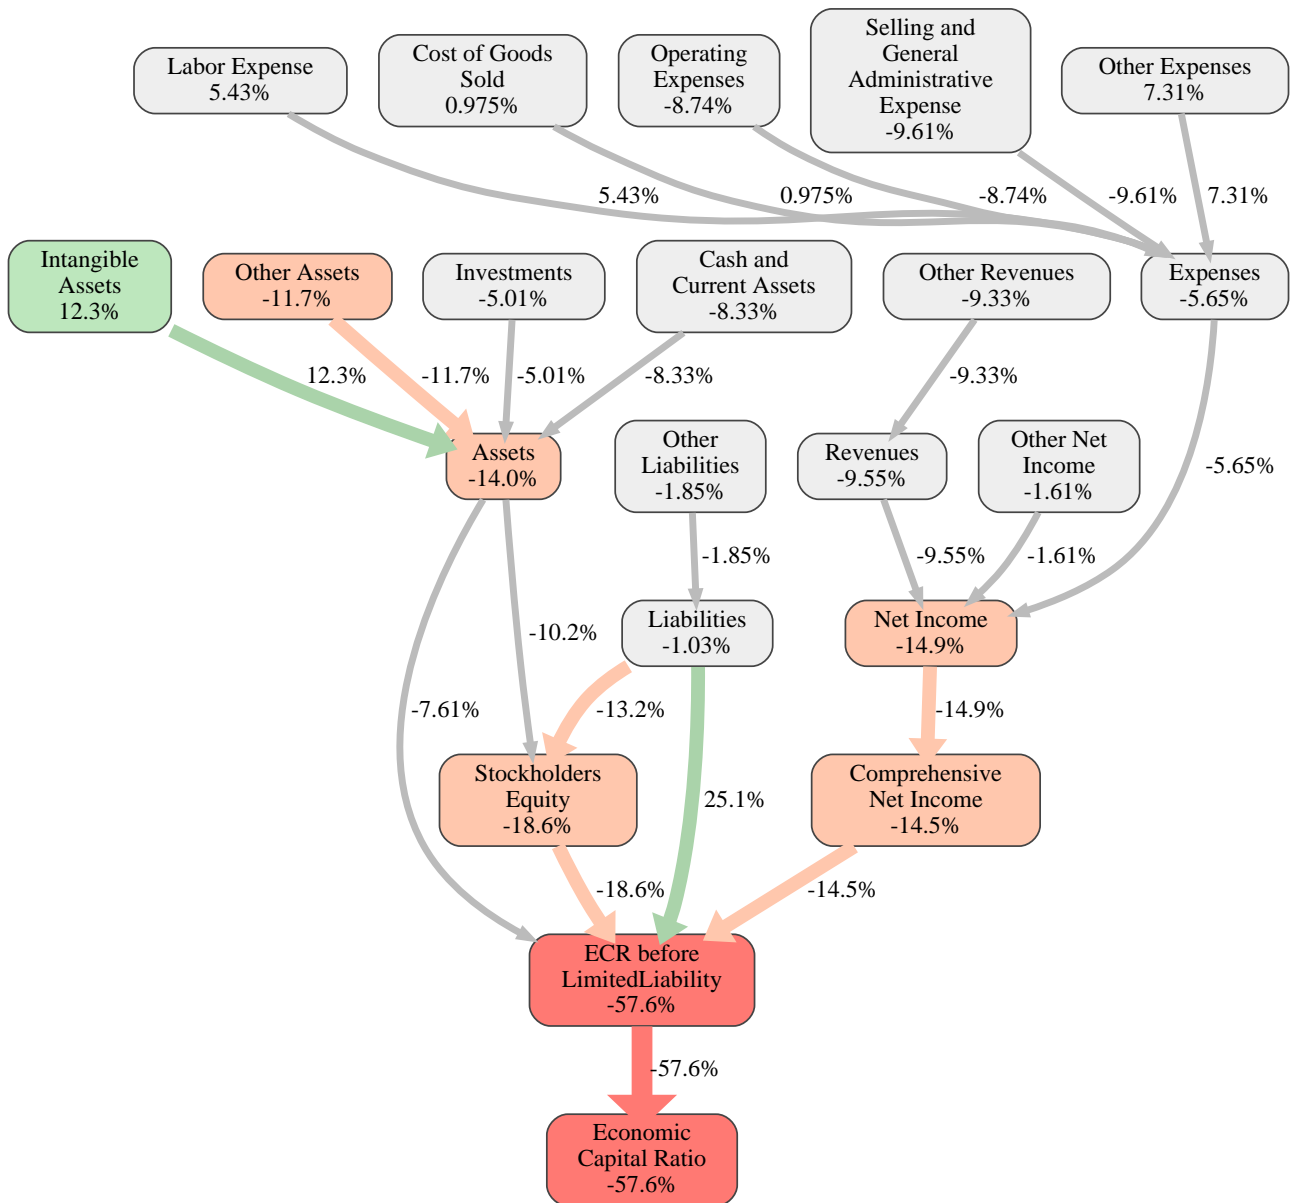 Labor Expense
5.43%
Cost of Goods
Sold
0.975%
Operating
Expenses
-8.74%
Selling and
General
Administrative
Expense
-9.61%
Other Expenses
7.31%
5.43%
0.975%
-8.74%
-9.61%
7.31%
Intangible
Assets
12.3%
Other Assets
-11.7%
Investments
-5.01%
Cash and
Current Assets
-8.33%
Other Revenues
-9.33%
Expenses
-5.65%
12.3%
-11.7%
-5.01%
-8.33%
-9.33%
Assets
-14.0%
Other
Liabilities
-1.85%
Revenues
-9.55%
Other Net
Income
-1.61%
-5.65%
-1.85%
-9.55%
-1.61%
-10.2%
Liabilities
-1.03%
Net Income
-14.9%
-7.61%
-13.2%
-14.9%
Stockholders
Equity
-18.6%
25.1%
Comprehensive
Net Income
-14.5%
-18.6%
-14.5%
ECR before
LimitedLiability
-57.6%
-57.6%
Economic
Capital Ratio
-57.6%